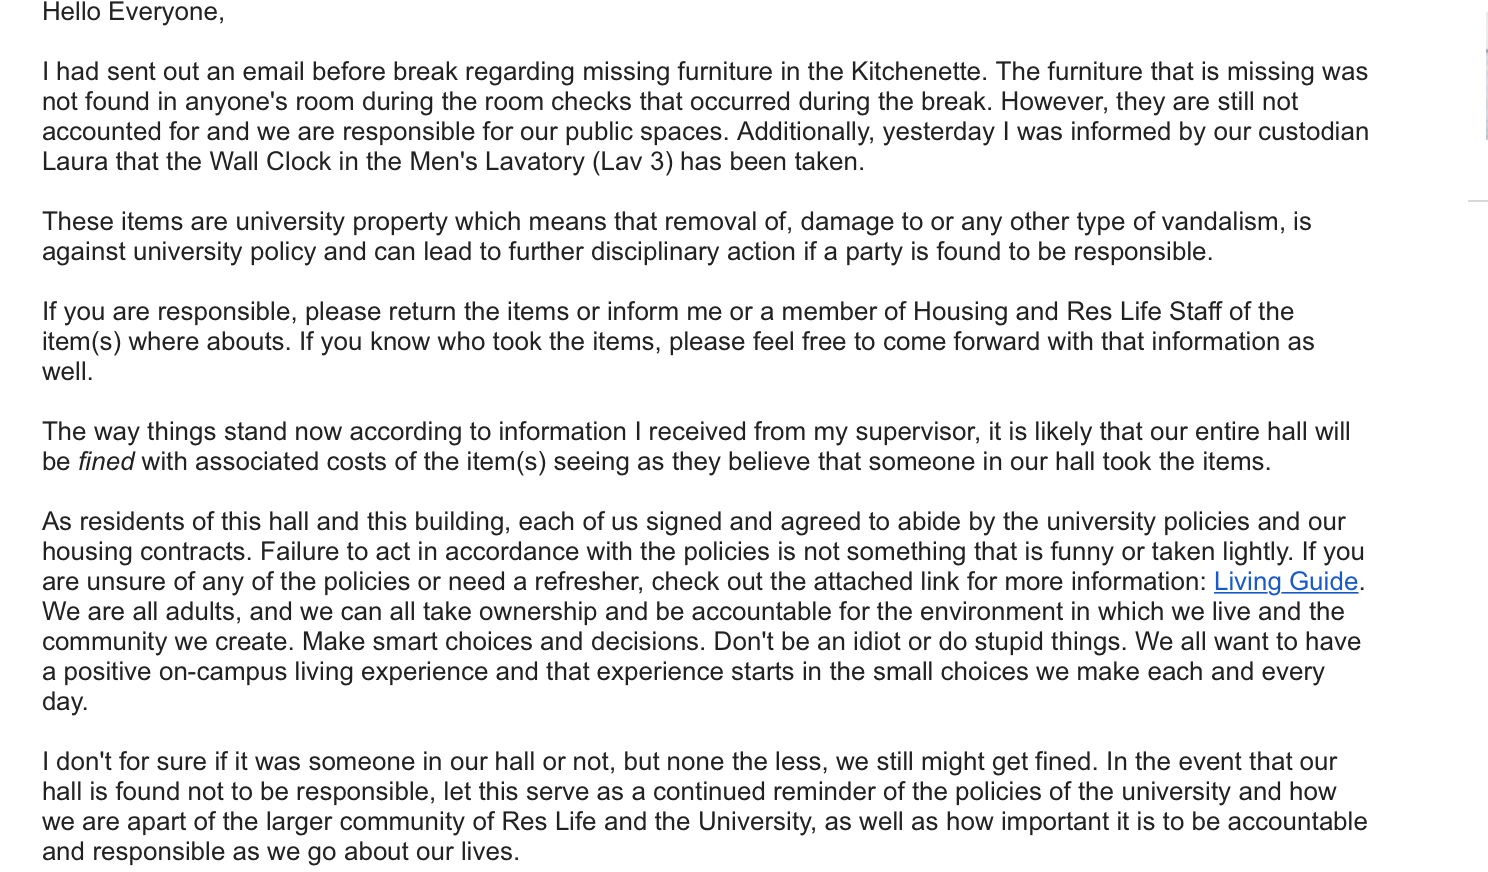 Hello Everyone,
I had sent out an email before break regarding missing furniture in the Kitchenette. The furniture that is missing was
not found in anyone's room during the room checks that occurred during the break. However, they are still not
accounted for and we are responsible for our public spaces. Additionally, yesterday I was informed by our custodian
Laura that the Wall Clock in the Men's Lavatory (Lav 3) has been taken.
These items are university property which means that removal of, damage to or any other type of vandalism, is
against university policy and can lead to further disciplinary action if a party is found to be responsible.
If you are responsible, please return the items or inform me or a member of Housing and Res Life Staff of the
item(s) where abouts. If you know who took the items, please feel free to come forward with that information as
well.
The way things stand now according to information I received from my supervisor, it is likely that our entire hall will
be fined with associated costs of the item(s) seeing as they believe that someone in our hall took the items.
As residents of this hall and this building, each of us signed and agreed to abide by the university policies and our
housing contracts. Failure to act in accordance with the policies is not something that is funny or taken lightly. If you
are unsure of any of the policies or need a refresher, check out the attached link for more information: Living Guide.
We are all adults, and we can all take ownership and be accountable for the environment in which we live and the
community we create. Make smart choices and decisions. Don't be an idiot or do stupid things. We all want to have
a positive on-campus living experience and that experience starts in the small choices we make each and every
day.
I don't for sure if it was someone in our hall or not, but none the less, we still might get fined. In the event that our
hall is found not to be responsible, let this serve as a continued reminder of the policies of the university and how
we are apart of the larger community of Res Life and the University, as well as how important it is to be accountable
and responsible as we go about our lives.